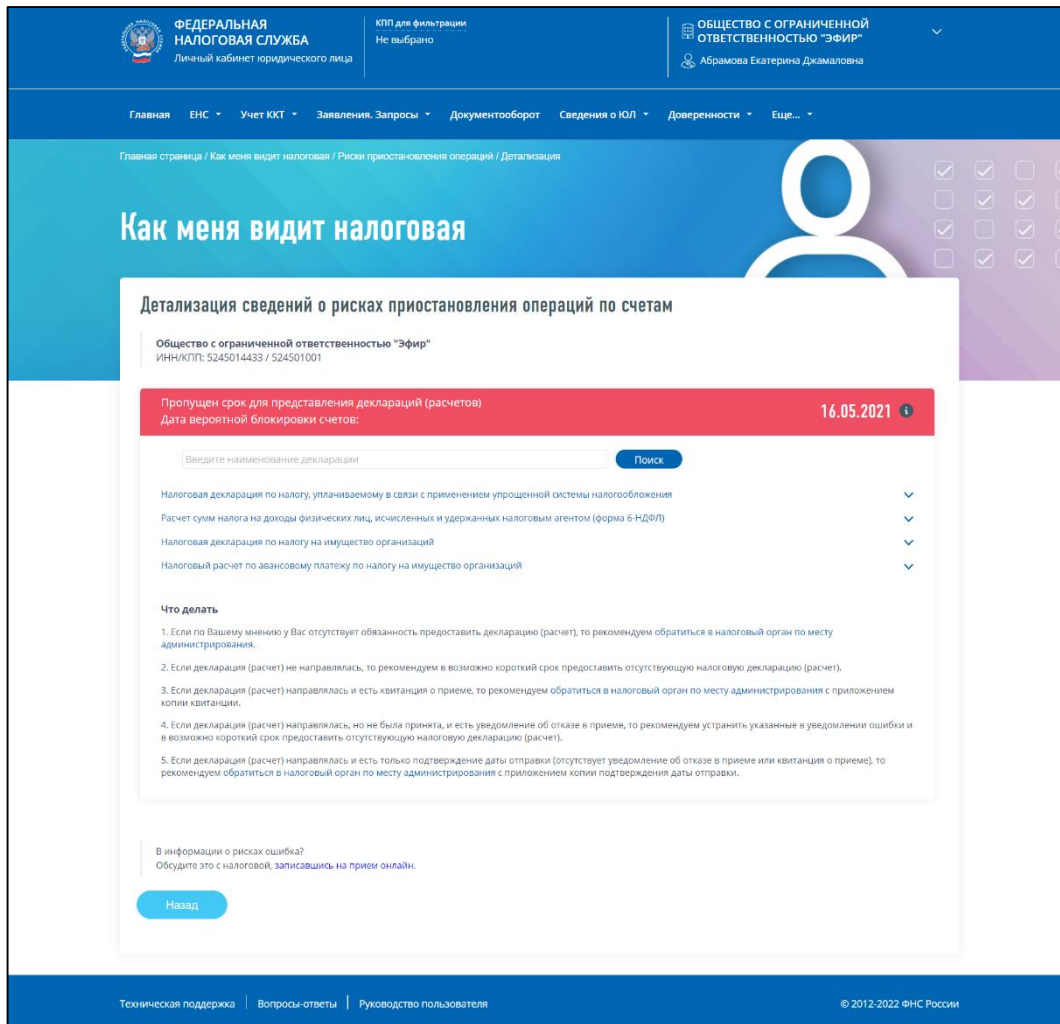 ФЕДЕРАЛЬНАЯ
НАЛОГОВАЯ СЛУЖБА
Личный кабинет юридического лица
КПП для фильтрации
Не выбрано
ОБЩЕСТВО С ОГРАНИЧЕННОЙ
ОТВЕТСТВЕННОСТЬЮ "ЭФИР"
Абрамова Екатерина Джамаловна
Главная ЕНС Учет ККТ Заявления. Запросы Документооборот Сведения о ЮЛ Доверенности Еще...
Главная страница / Как меня видит налоговая / Риски приостановления операций / Детализация
Как меня видит налоговая
Детализация сведений о рисках приостановления операций по счетам
Общество с ограниченной ответственностью "Эфир"
ИНН/КПП: 5245014433 / 524501001
Пропущен срок для представления деклараций (расчетов)
Дата вероятной блокировки счетов:
16.05.2021
Введите наименование декларации
Поиск
Налоговая декларация по налогу, уплачиваемому в связи с применением упрощенной системы налогообложения
Расчет сумм налога на доходы физических лиц, исчисленных и удержанных налоговым агентом (форма 6-НДФЛ)
Налоговая декларация по налогу на имущество организаций
Налоговый расчет по авансовому платежу по налогу на имущество организаций
Что делать
1. Если по Вашему мнению у Вас отсутствует обязанность предоставить декларацию (расчет), то рекомендуем обратиться в налоговый орган по месту
администрирования.
2. Если декларация (расчет) не направлялась, то рекомендуем в возможно короткий срок предоставить отсутствующую налоговую декларацию (расчет).
3. Если декларация (расчет) направлялась и есть квитанция о приеме, то рекомендуем обратиться в налоговый орган по месту администрирования с приложением
копии квитанции.
4. Если декларация (расчет) направлялась, но не была принята, и есть уведомление об отказе в приеме, то рекомендуем устранить указанные в уведомлении ошибки и
в возможно короткий срок предоставить отсутствующую налоговую декларацию (расчет).
5. Если декларация (расчет) направлялась и есть только подтверждение даты отправки (отсутствует уведомление об отказе в приеме или квитанция о приеме), то
рекомендуем обратиться в налоговый орган по месту администрирования с приложением копии подтверждения даты отправки.
В информации о рисках ошибка?
Обсудите это с налоговой, записавшись на прием онлайн.
Назад
Техническая поддержка | Вопросы-ответы | Руководство пользователя
© 2012-2022 ФНС России